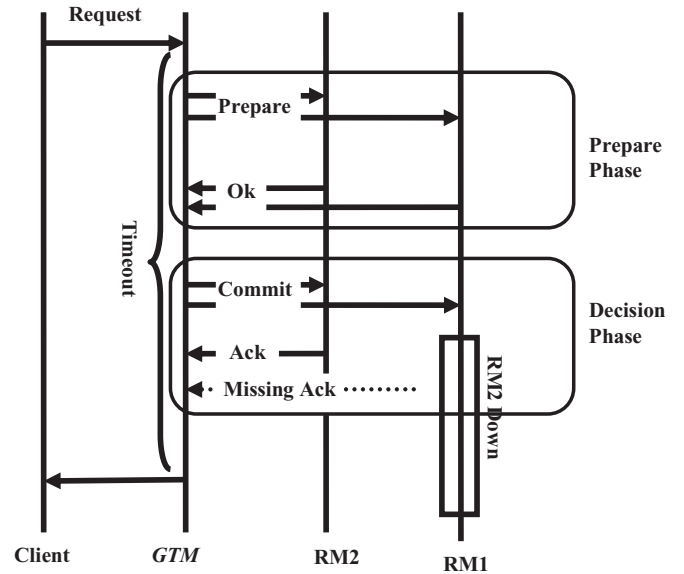 Request
Prepare
Prepare
Phase
Ok
Timeout
Commit
Decision
Phase
Ack
RM2 Down
Missing Ack
Client
GTM
RM2
RM1